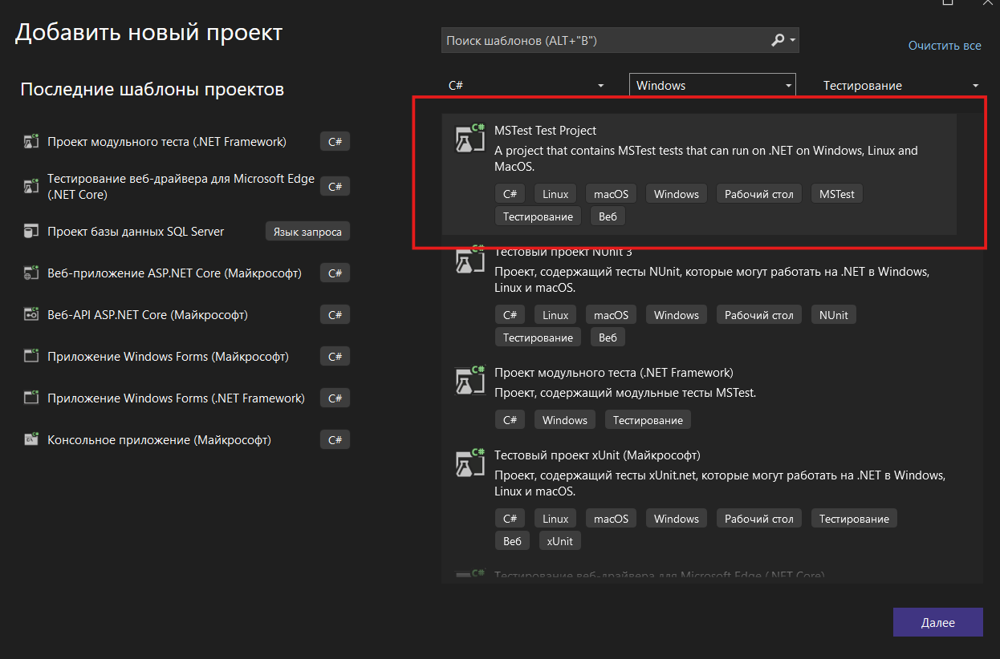 Добавить новый проект
Поиск шаблонов (ALT+"В")
Очистить все
Последние шаблоны проектов
C#
Windows
Тестирование
Проект модульного теста (.NET Framework)
C#
Тестирование веб-драйвера для Microsoft Edge
(.NET Core)
C#
Проект базы данных SQL Server
Язык запроса
Веб-приложение ASP.NET Core (Майкрософт)
C#
Веб-API ASP.NET Core (Майкрософт)
C#
Приложение Windows Forms (Майкрософт)
C#
Приложение Windows Forms (.NET Framework)
C#
Консольное приложение (Майкрософт)
C#
MSTest Test Project
A project that contains MSTest tests that can run on .NET on Windows, Linux and
MacOS.
C# Linux macOS Windows Рабочий стол MSTest
Тестирование Веб
Тестовый проект NUnit 3
Проект, содержащий тесты NUnit, которые могут работать на .NET в Windows,
Linux и macOS.
C# Linux macOS Windows Рабочий стол NUnit
Тестирование Веб
Проект модульного теста (.NET Framework)
Проект, содержащий модульные тесты MSTest.
C# Windows Тестирование
Тестовый проект xUnit (Майкрософт)
Проект, содержащий тесты xUnit.net, которые могут работать на .NET в Windows,
Linux и macOS.
C# Linux macOS Windows Рабочий стол Тестирование
Веб xUnit
Тестирование веб-драйвера для Microsoft Edge (.NET Core)
Далее